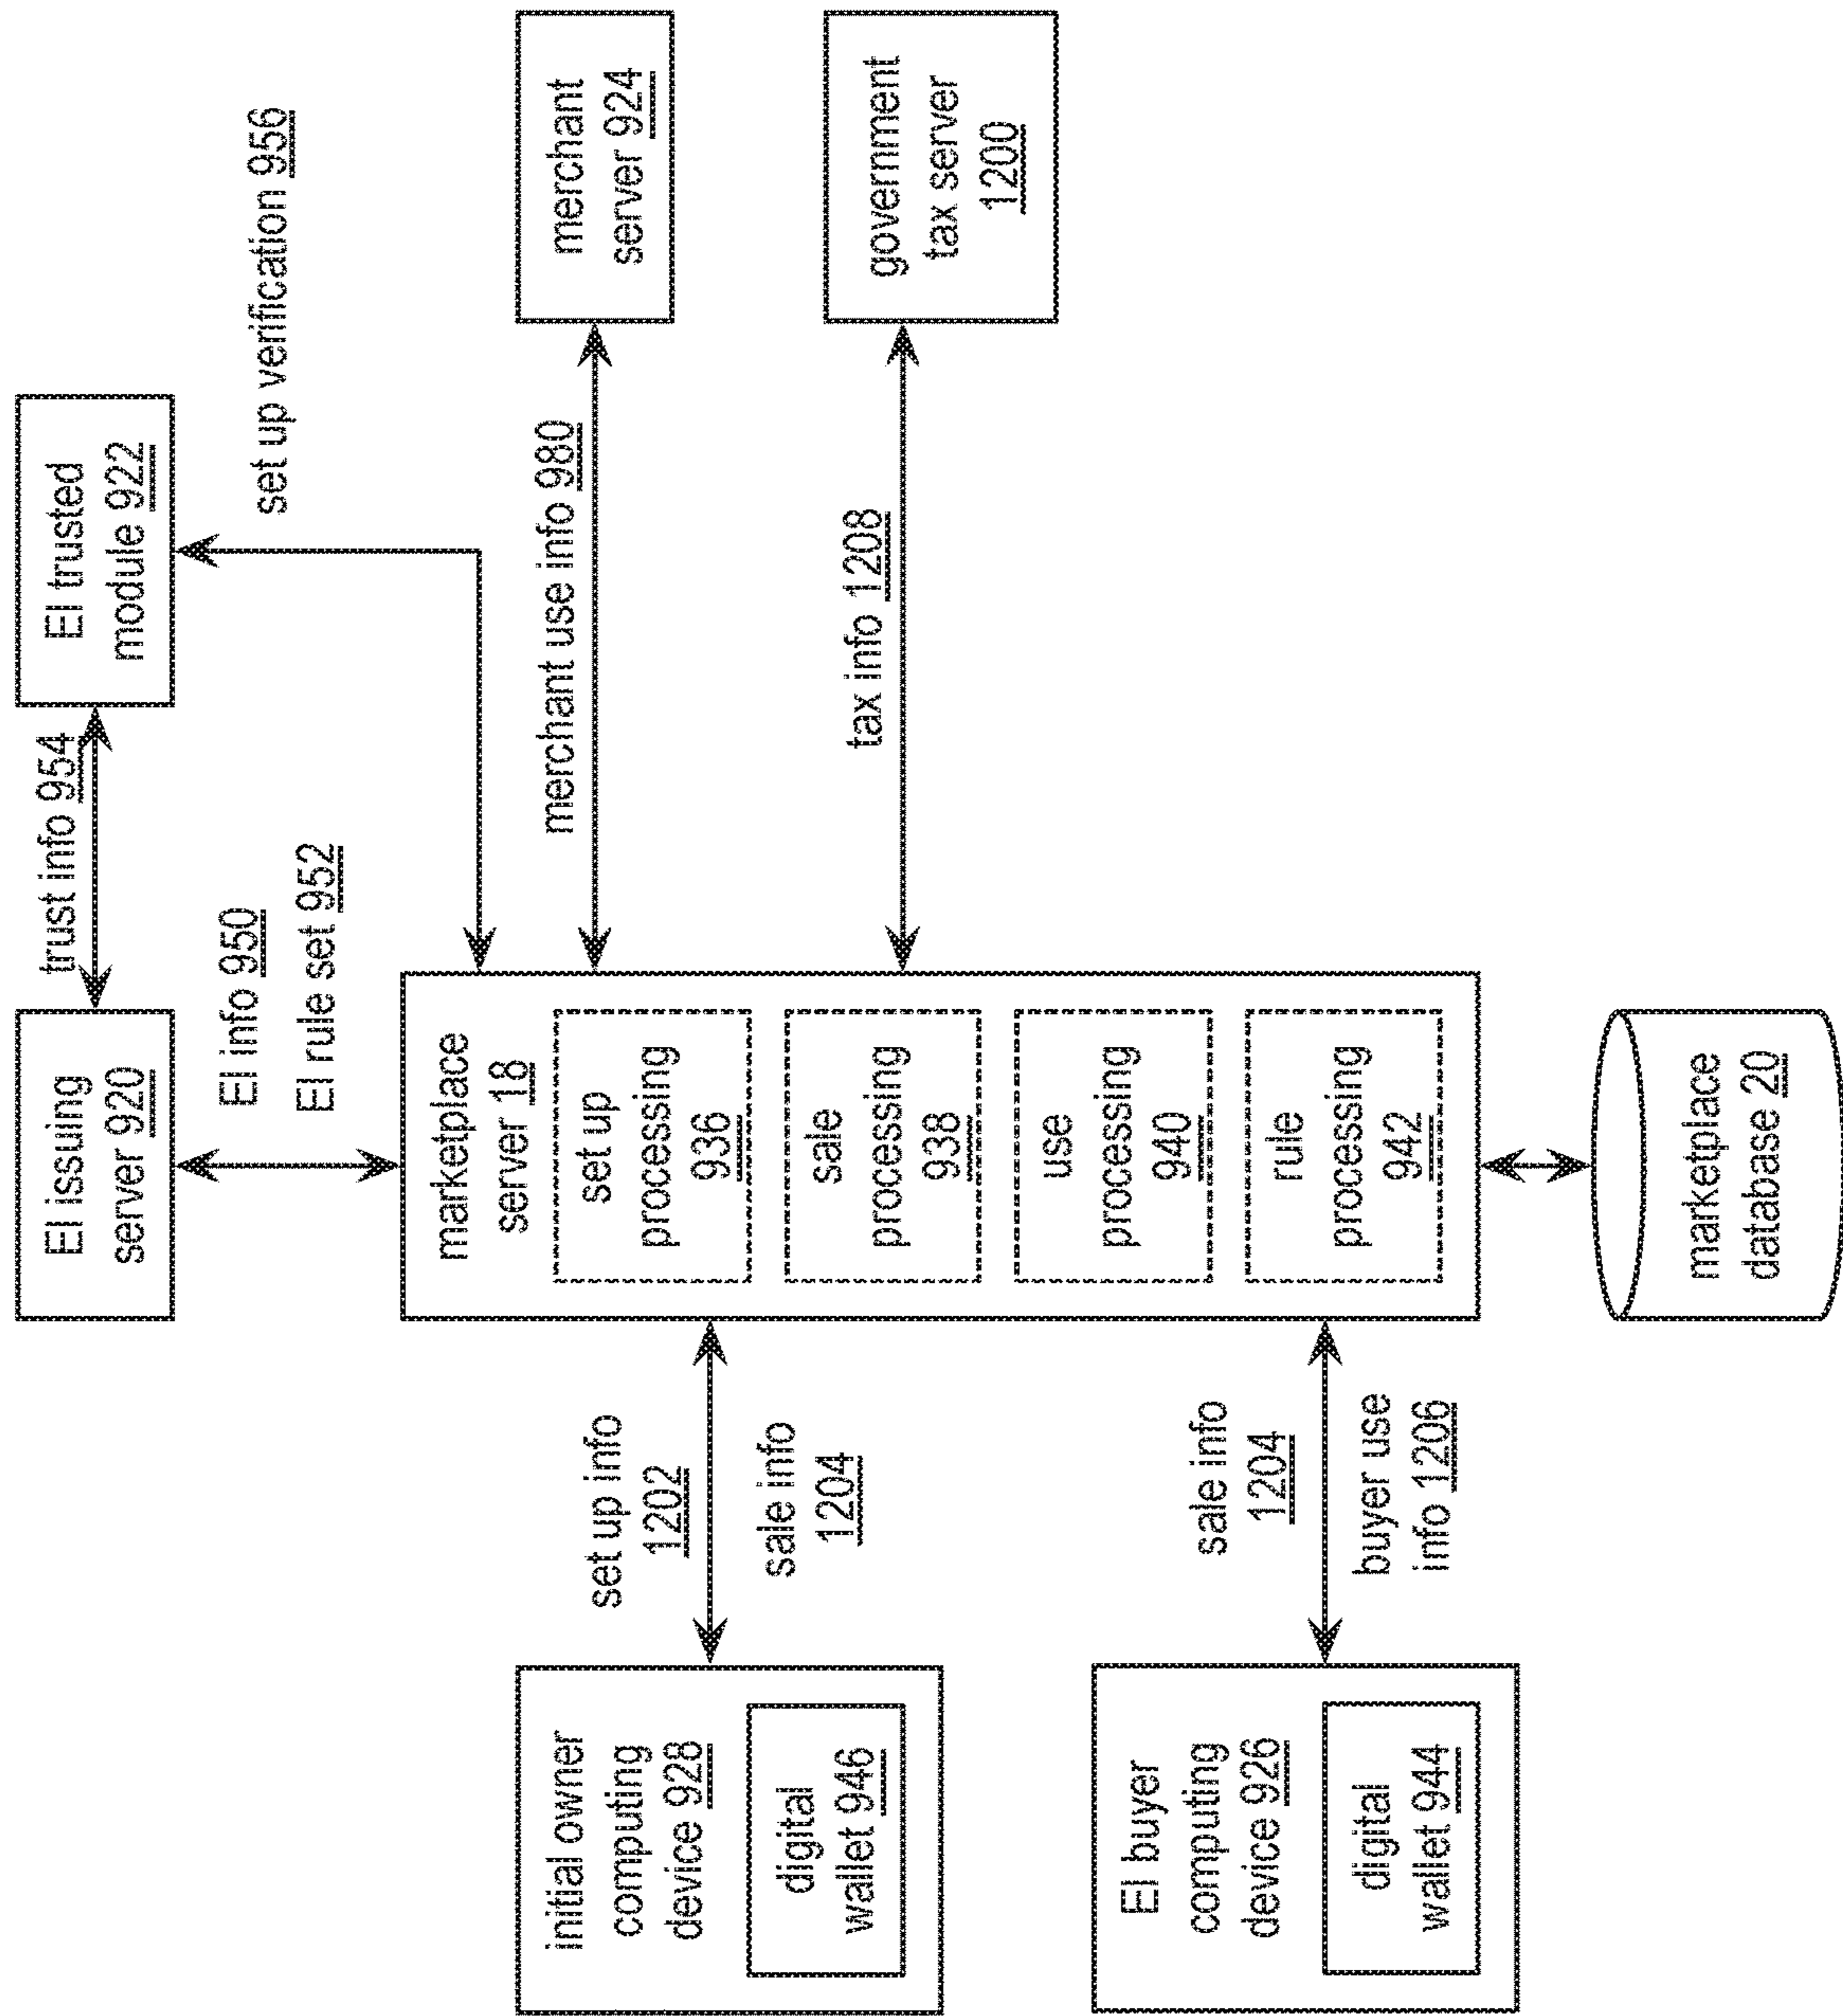 EI issuing
server 920
trust info 954
EI trusted
module 922
EI info 950
EI rule set 952
set up verification 956
initial owner
computing
device 928
digital
wallet 946
set up info
1202
sale info
1204
marketplace
server 18
set up
processing
936
sale
processing
938
use
processing
940
rule
processing
942
merchant use info 980
merchant
server 924
tax info 1208
government
tax server
1200
EI buyer
computing
device 926
digital
wallet 944
sale info
1204
buyer use
info 1206
marketplace
database 20